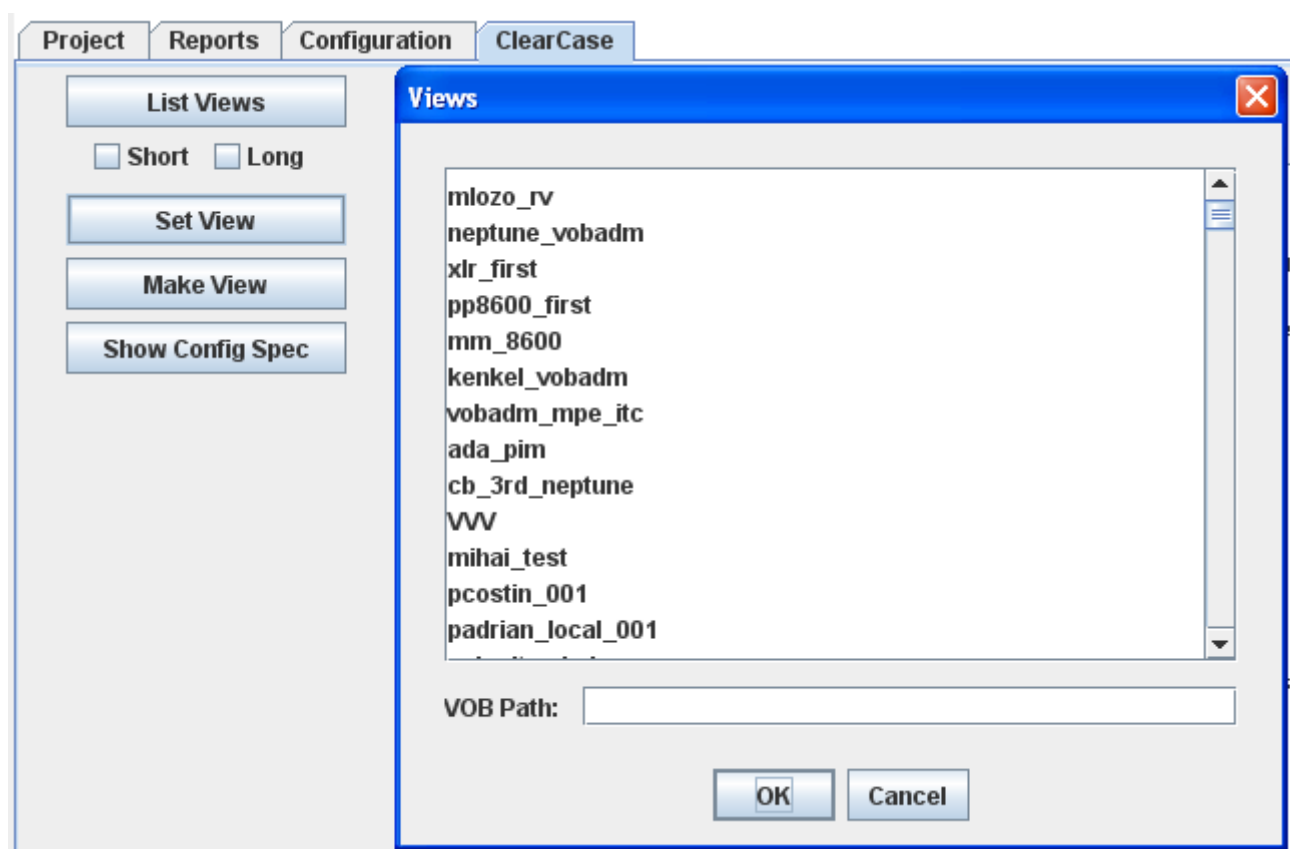 Project Reports Configuration ClearCase
List Views
Short Long
Set View
Make View
Show Config Spec
Views
mlozo_rv
neptune_vobadm
xlr_first
pp8600_first
mm_8600
kenkel_vobadm
vobadm_mpe_itc
ada_pim
cb_3rd_neptune
VVV
mihai_test
pcostin_001
padrian_local_001
VOB Path:
OK Cancel